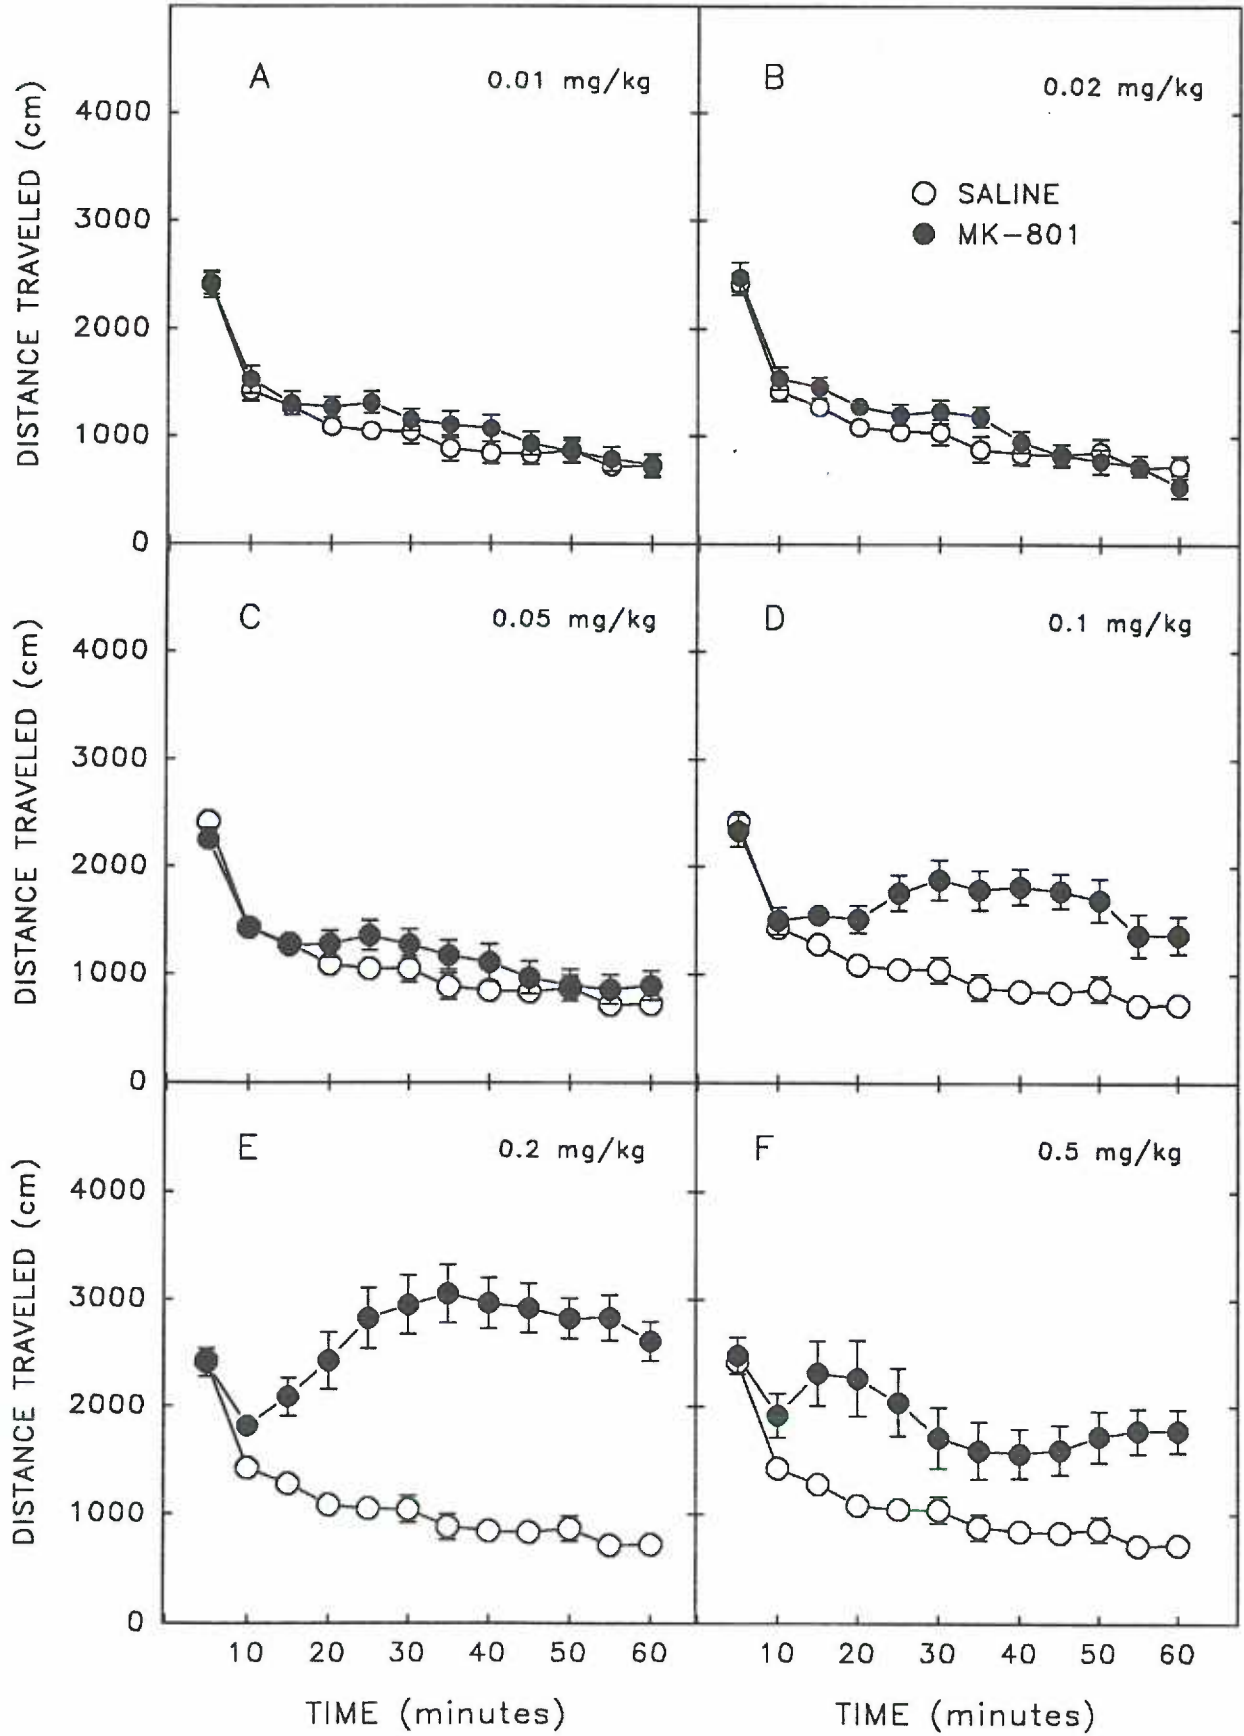 A
0.01 mg/kg
B
0.02 mg/kg
DISTANCE TRAVELED (cm)
4000
3000
2000
1000
0
SALINE
MK-801
C
0.05 mg/kg
D
0.1 mg/kg
DISTANCE TRAVELED (cm)
4000
3000
2000
1000
0
E
0.2 mg/kg
F
0.5 mg/kg
DISTANCE TRAVELED (cm)
4000
3000
2000
1000
0
10 20 30 40 50 60
10 20 30 40 50 60
TIME (minutes)
TIME (minutes)